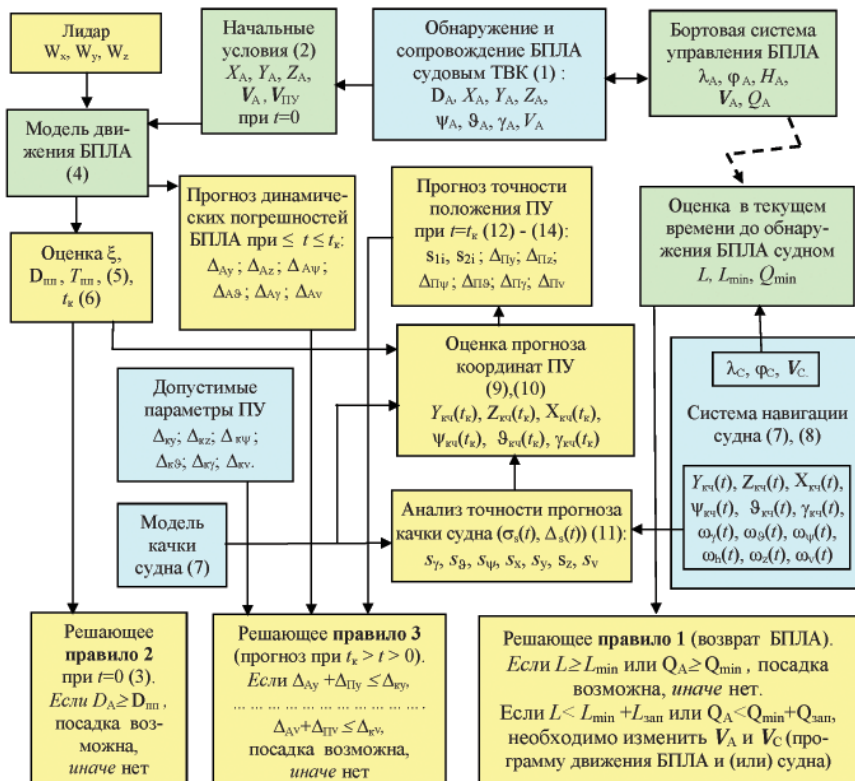 Лидар
Wx, Wy, Wz
Начальные
условия (2)
XA, YA, ZA,
VA, VПУ
при t=0
Обнаружение и
сопровождение БПЛА
судовым ТВК (1) :
DA, XA, YA, ZA,
ψA, ϑA, γA, VA
Бортовая система
управления БПЛА
λA, φA, HA,
VA, QA
Модель дви-
жения БПЛА
(4)
Прогноз динамиче-
ских погрешностей
БПЛА при ≤ t ≤ tк:
ΔAy ; ΔAz ; ΔAψ ;
ΔAϑ ; ΔAγ ; ΔAv
Прогноз точности
положения ПУ
при t=tк (12) - (14):
s1i, s2i ; ΔПy; ΔПz;
ΔПψ; ΔПϑ; ΔПγ; ΔПv
Оценка в текущем
времени до обнару-
жения БПЛА судном
L, Lmin, Qmin
Оценка ξ,
Dпп, Tпп, (5),
tк (6)
Оценка прогноза
координат ПУ
(9),(10)
Yкч(tк), Zкч(tк), Xкч(tк),
ψкч(tк), ϑкч(tк), γкч(tк)
λC, φC, VC.
Система навигации
судна (7), (8)
Yкч(t), Zкч(t), Xкч(t),
ψкч(t), ϑкч(t), γкч(t),
ωγ(t), ωϑ(t), ωψ(t),
ωh(t), ωz(t), ωv(t)
Допустимые
параметры ПУ
Δкy; Δкz; Δкψ ;
Δкϑ; Δкγ; Δкv.
Модель
качки
судна (7)
Анализ точности прогноза
качки судна (σs(t), Δs(t)) (11):
sγ, sϑ, sψ, sx, sy, sz, sv
Решающее
правило 2
при t=0 (3).
Если DA≥ Dпп ,
посадка воз-
можна,
иначе нет
Решающее правило 3
(прогноз при tк > t > 0).
Если ΔAy +ΔПy ≤ Δкy,
... ... ... ... ... ... ... ... .
ΔAv+ΔПV ≤ Δкv,
посадка возможна,
иначе нет
Решающее правило 1 (возврат БПЛА).
Если L≥ Lmin или QA≥ Qmin , посадка
возможна, иначе нет.
Если L< Lmin +Lзап или QA<Qmin+Qзап,
необходимо изменить VA и VC (про-
грамму движения БПЛА и (или) судна)